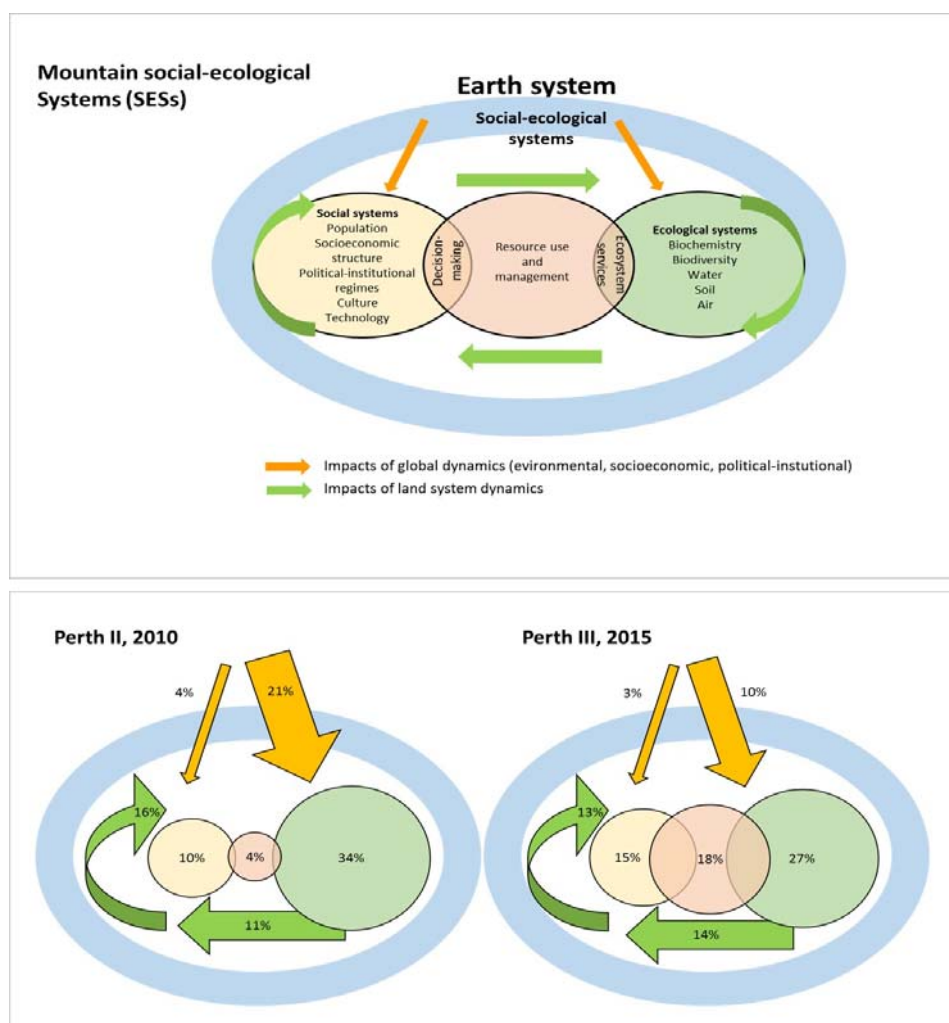 Mountain social-ecological
Systems (SESs)
Earth system
Social-ecological
systems
Social systems
Population
Socioeconomic
structure
Political-institutional
regimes
Culture
Technology
Decision-
making
Resource use
and
management
Ecosystem
services
Ecological systems
Biochemistry
Biodiversity
Water
Soil
Air
Impacts of global dynamics (evironmental, socioeconomic, political-instutional)
Impacts of land system dynamics
Perth II, 2010
4%
21%
16%
10%
4%
34%
11%
Perth III, 2015
3%
10%
13%
15%
18%
27%
14%